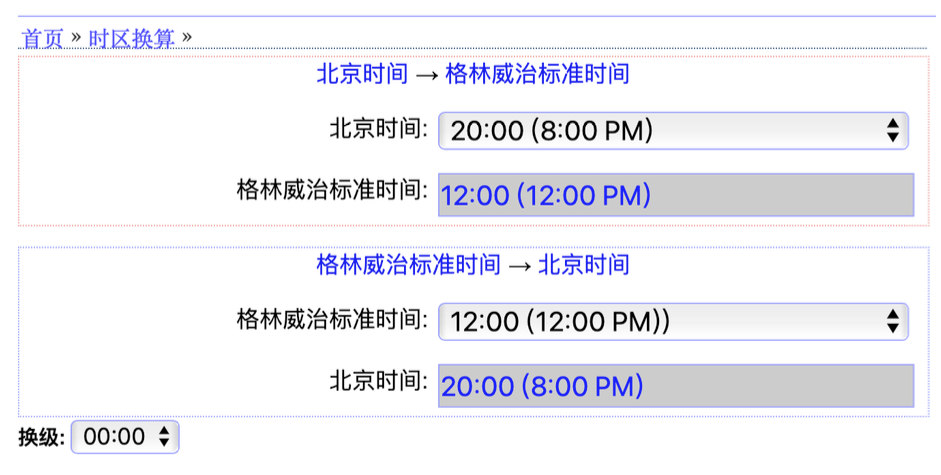 首页 » 时区换算 »
北京时间 → 格林威治标准时间
北京时间: 20:00 (8:00 PM)
格林威治标准时间: 12:00 (12:00 PM)
格林威治标准时间 → 北京时间
格林威治标准时间: 12:00 (12:00 PM))
北京时间: 20:00 (8:00 PM)
换级: 00:00